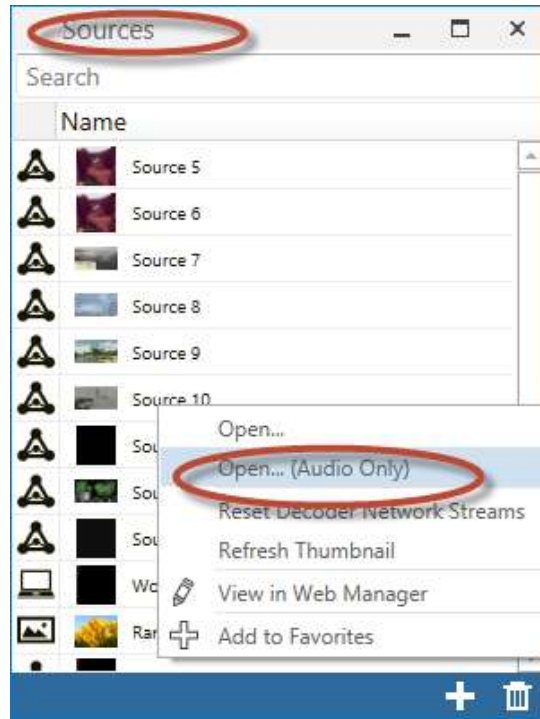 Sources
Search
Name
Source 5
Source 6
Source 7
Source 8
Source 9
Source 10
Open...
Open... (Audio Only)
Reset Decoder Network Streams
Refresh Thumbnail
View in Web Manager
Add to Favorites